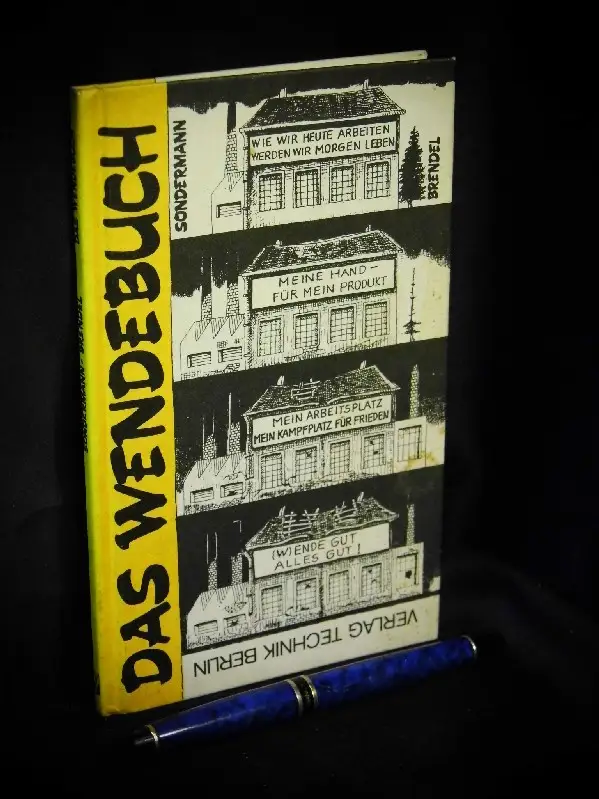 DAS WENDEBUCH
SONDERMANN
BRENDEL
WIE WIR HEUTE ARBEITEN
WERDEN WIR MORGEN LEBEN
MEINE HAND –
FÜR MEIN PRODUKT
MEIN ARBEITSPLATZ
MEIN KAMPFPLATZ FÜR FRIEDEN
(W)ENDE GUT
ALLES GUT!
VERLAG TECHNIK BERLIN